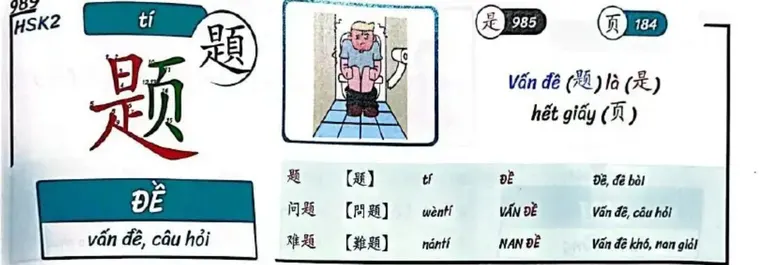 989
HSK2
tí
題
题
ĐỀ
vấn đề, câu hỏi
是 985
页 184
Vấn đề (题) là (是)
hết giấy (页)
题 【題】 tí ĐỀ Đề, đề bài
问题 【問題】 wèntí VẤN ĐỀ Vấn đề, câu hỏi
难题 【難題】 nántí NAN ĐỀ Vấn đề khó, nan giải